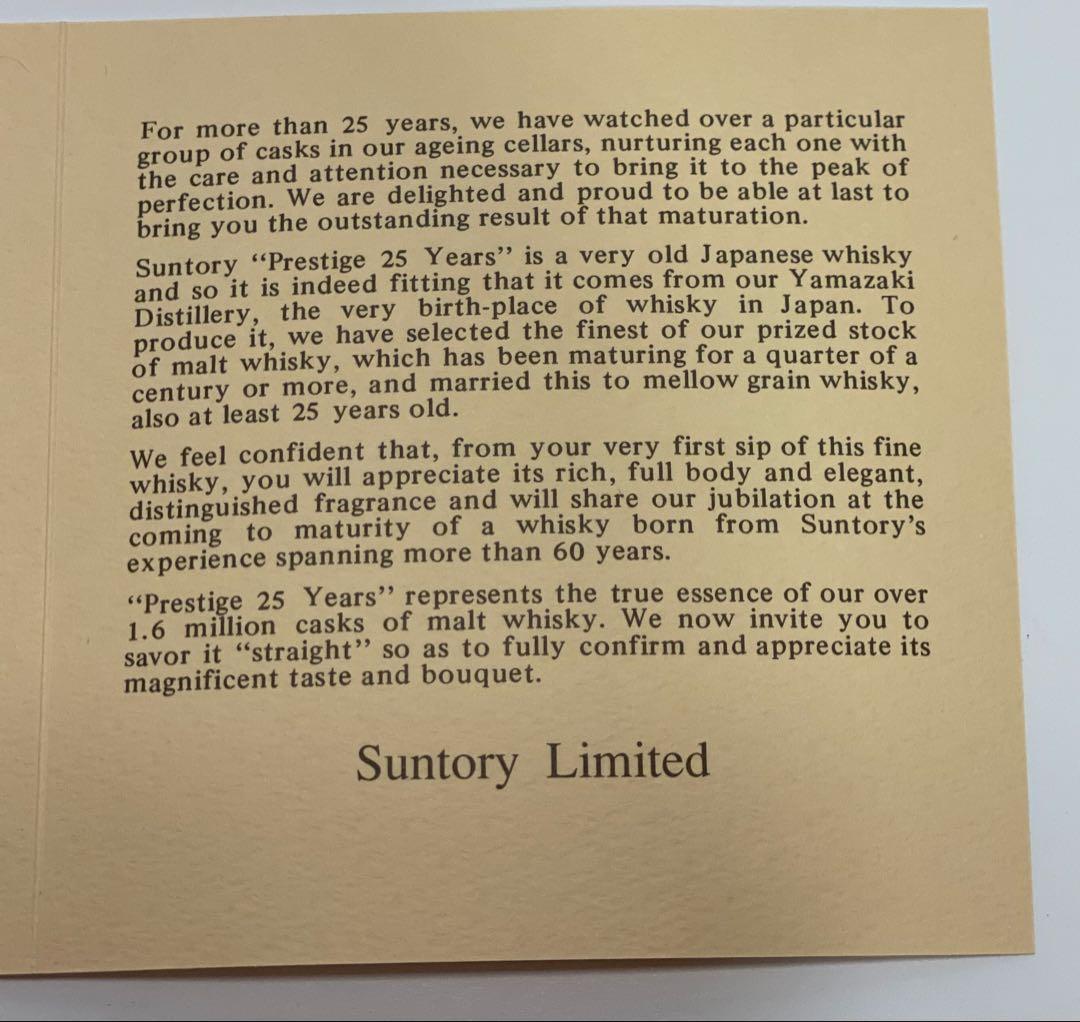 For more than 25 years, we have watched over a particular
group of casks in our ageing cellars, nurturing each one with
the care and attention necessary to bring it to the peak of
perfection. We are delighted and proud to be able at last to
bring you the outstanding result of that maturation.
Suntory “Prestige 25 Years” is a very old Japanese whisky
and so it is indeed fitting that it comes from our Yamazaki
Distillery, the very birth-place of whisky in Japan. To
produce it, we have selected the finest of our prized stock
of malt whisky, which has been maturing for a quarter of a
century or more, and married this to mellow grain whisky,
also at least 25 years old.
We feel confident that, from your very first sip of this fine
whisky, you will appreciate its rich, full body and elegant,
distinguished fragrance and will share our jubilation at the
coming to maturity of a whisky born from Suntory’s
experience spanning more than 60 years.
“Prestige 25 Years” represents the true essence of our over
1.6 million casks of malt whisky. We now invite you to
savor it “straight” so as to fully confirm and appreciate its
magnificent taste and bouquet.
Suntory Limited